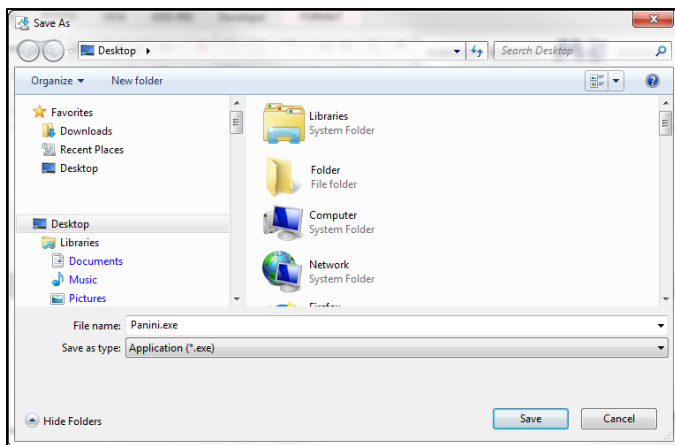 Save As
Desktop
Search Desktop
Organize
New folder
Favorites
Downloads
Recent Places
Desktop
Desktop
Libraries
Documents
Music
Pictures
Libraries
System Folder
Folder
File folder
Computer
System Folder
Network
System Folder
File name: Panini.exe
Save as type: Application (*.exe)
Hide Folders
Save
Cancel